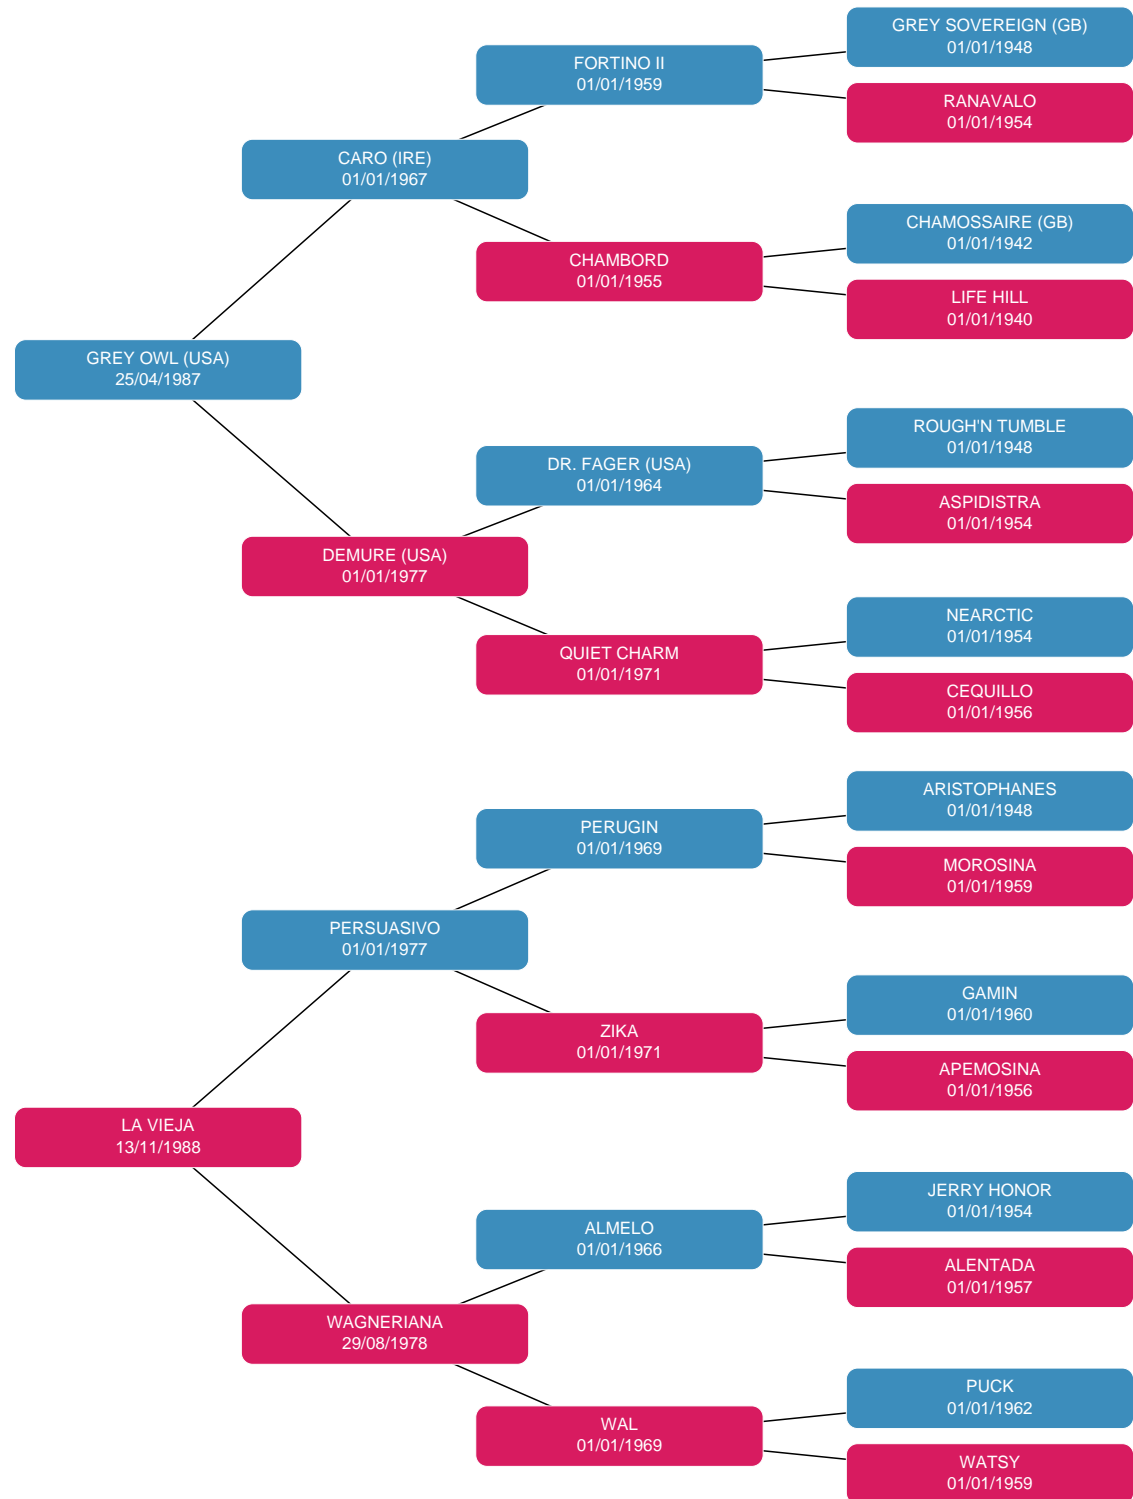 GREY SOVEREIGN (GB)
01/01/1948
FORTINO II
01/01/1959
RANAVALO
01/01/1954
CARO (IRE)
01/01/1967
CHAMOSSAIRE (GB)
01/01/1942
CHAMBORD
01/01/1955
LIFE HILL
01/01/1940
GREY OWL (USA)
25/04/1987
ROUGH'N TUMBLE
01/01/1948
DR. FAGER (USA)
01/01/1964
ASPIDISTRA
01/01/1954
DEMURE (USA)
01/01/1977
NEARCTIC
01/01/1954
QUIET CHARM
01/01/1971
CEQUILLO
01/01/1956
ARISTOPHANES
01/01/1948
PERUGIN
01/01/1969
MOROSINA
01/01/1959
PERSUASIVO
01/01/1977
GAMIN
01/01/1960
ZIKA
01/01/1971
APEMOSINA
01/01/1956
LA VIEJA
13/11/1988
JERRY HONOR
01/01/1954
ALMELO
01/01/1966
ALENTADA
01/01/1957
WAGNERIANA
29/08/1978
PUCK
01/01/1962
WAL
01/01/1969
WATSY
01/01/1959